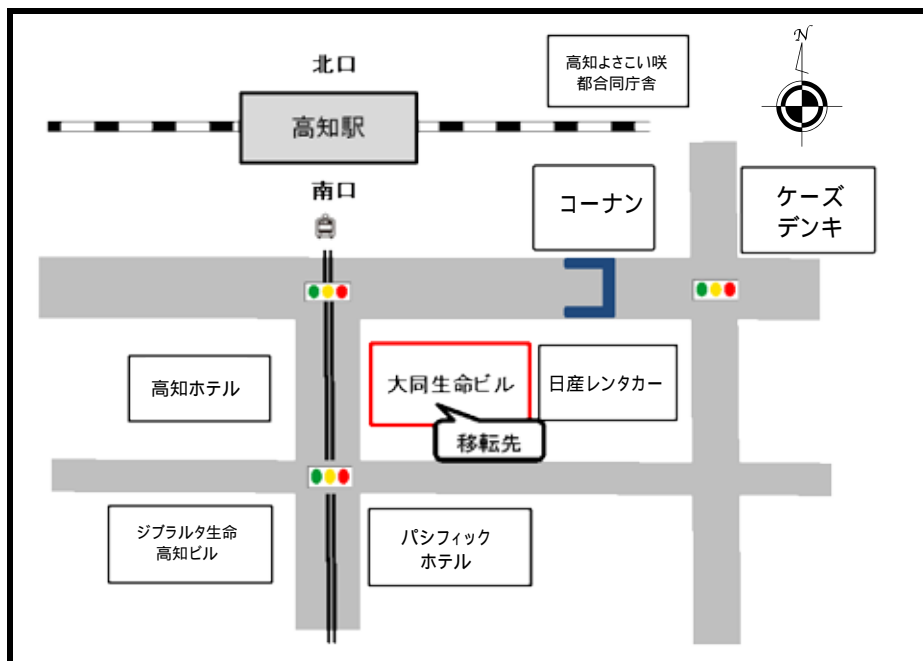 北口
高知よさこい咲
都合同庁舎
N
高知駅
南口
コーナン
ケーズ
デンキ
高知ホテル
大同生命ビル
日産レンタカー
移転先
ジブラルタ生命
高知ビル
パシフィック
ホテル